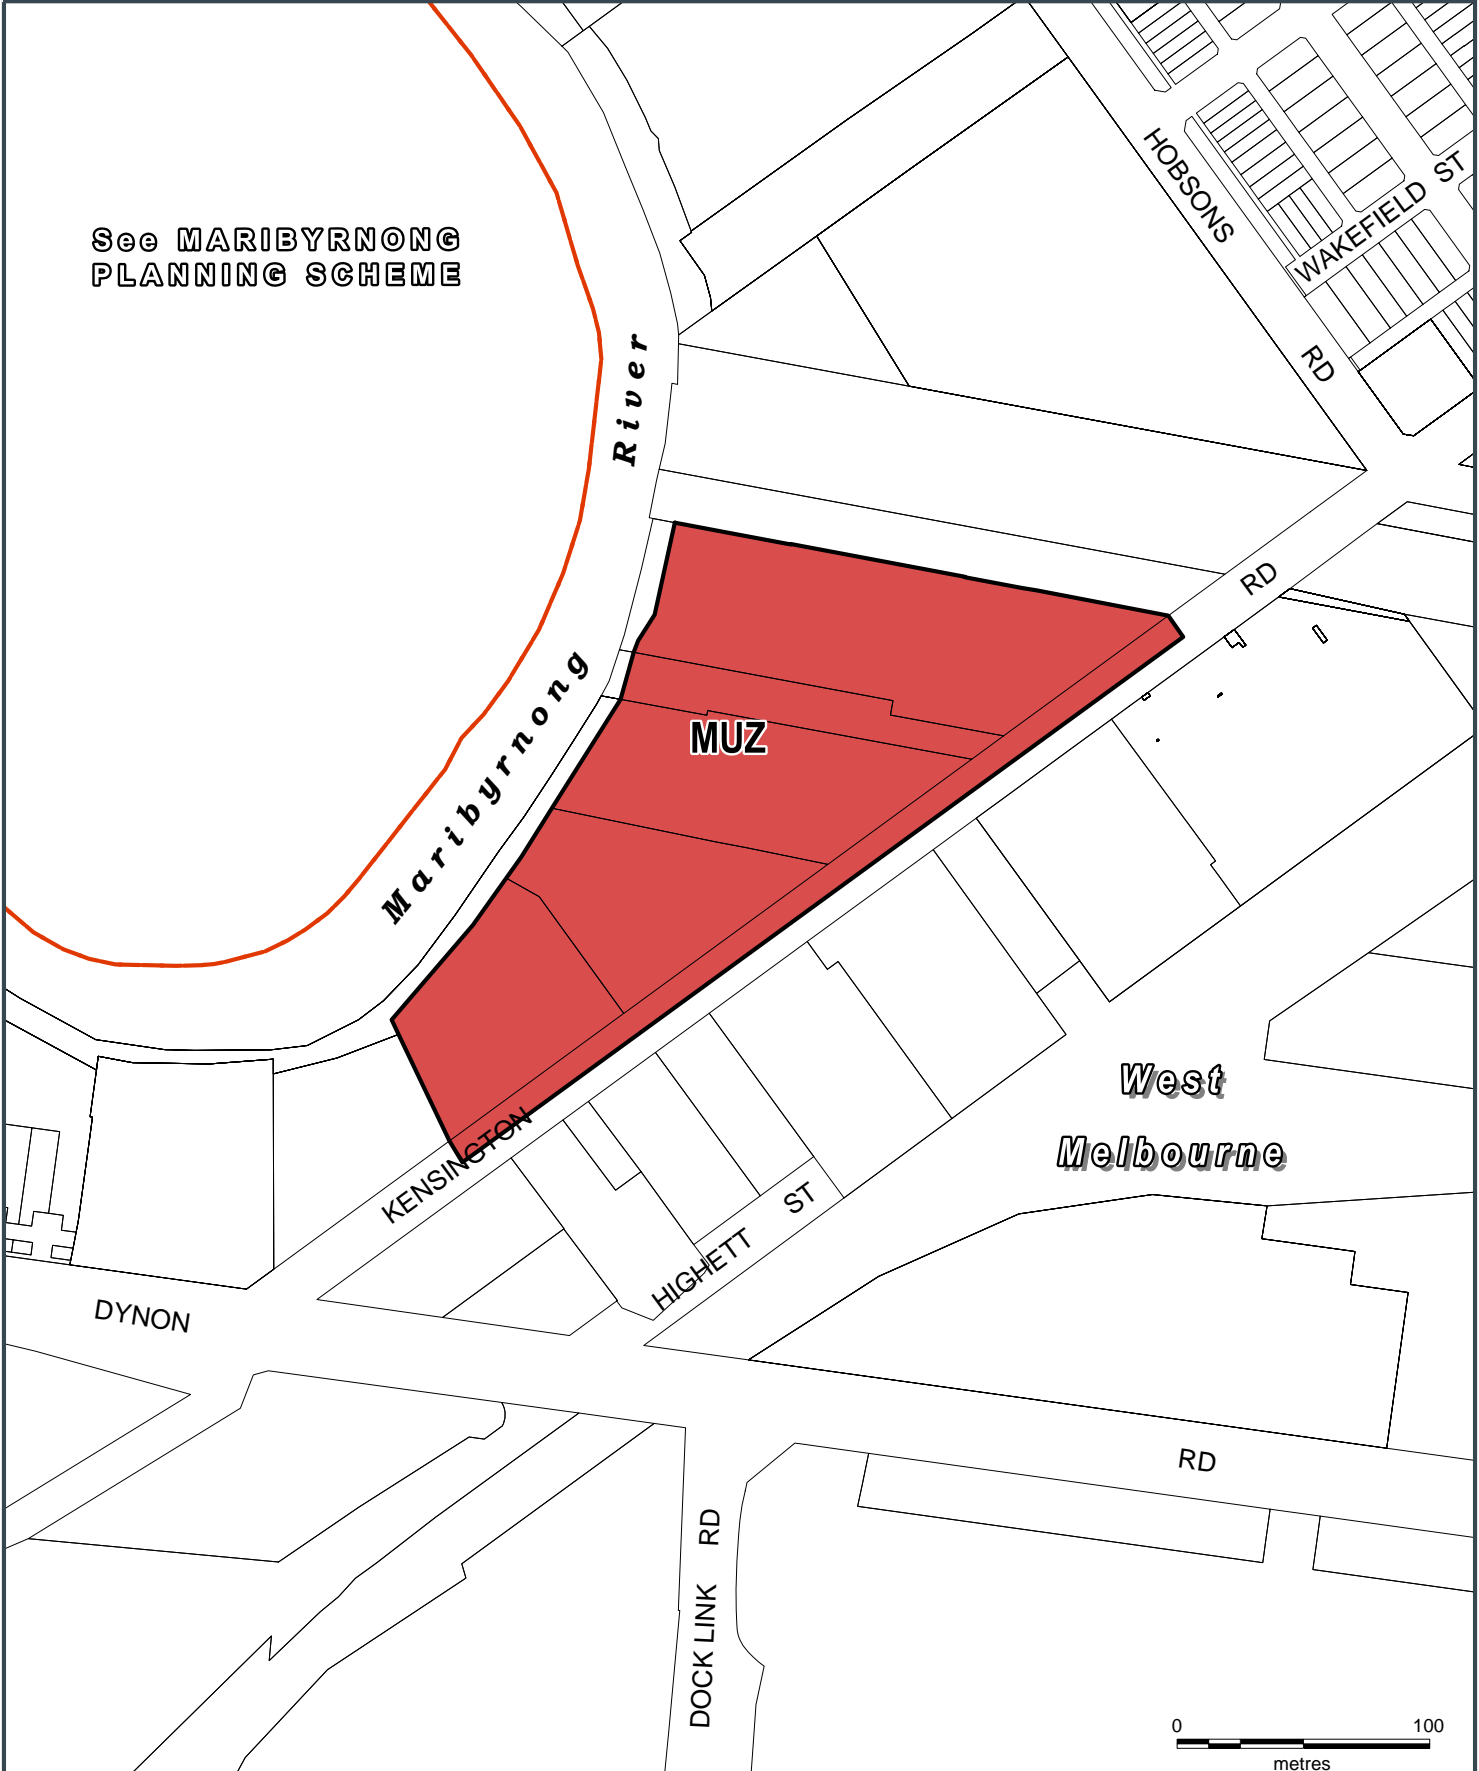 HOBSONS
RD
WAKEFIELD ST
See MARIBYRNONG
PLANNING SCHEME
Maribyrnong River
KENSINGTON
RD
MUZ
West
Melbourne
HIGHETT ST
DYNON
RD
DOCK LINK RD
0 100
metres